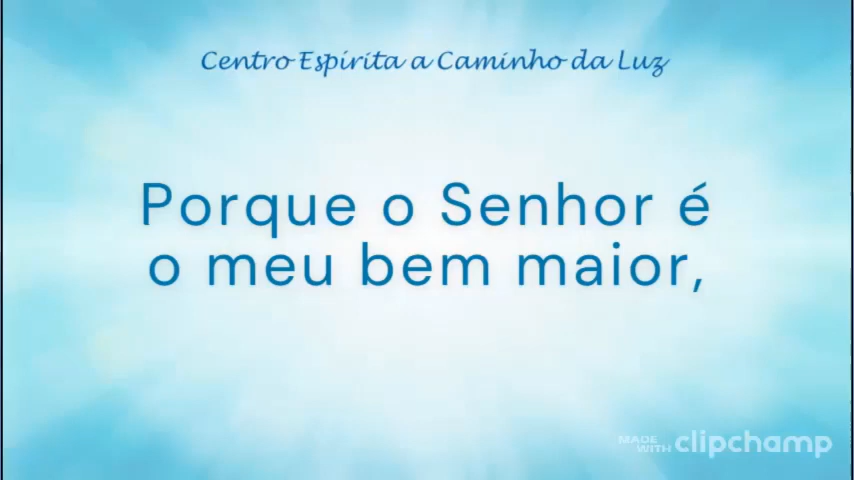 Centro Espírita a Caminho da Luz
Porque o Senhor é
o meu bem maior,
MADE WITH clipchamp